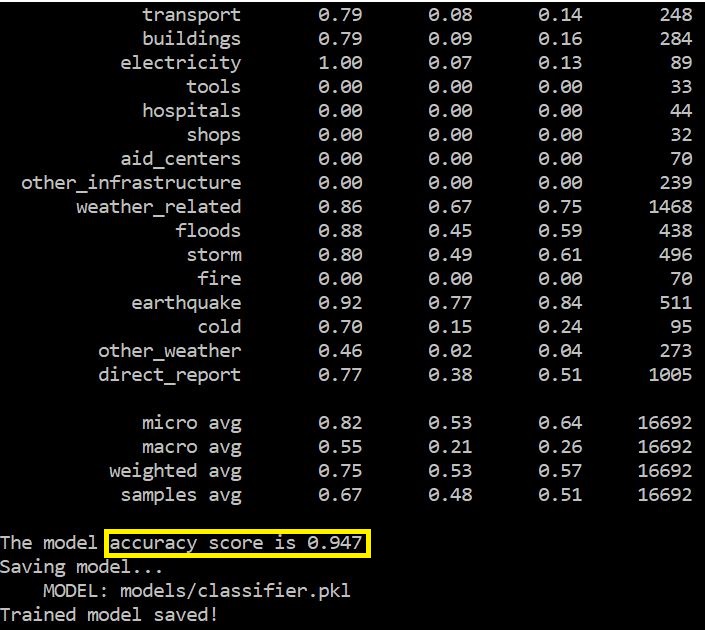 transport 0.79 0.08 0.14 248
buildings 0.79 0.09 0.16 284
electricity 1.00 0.07 0.13 89
tools 0.00 0.00 0.00 33
hospitals 0.00 0.00 0.00 44
shops 0.00 0.00 0.00 32
aid_centers 0.00 0.00 0.00 70
other_infrastructure 0.00 0.00 0.00 239
weather_related 0.86 0.67 0.75 1468
floods 0.88 0.45 0.59 438
storm 0.80 0.49 0.61 496
fire 0.00 0.00 0.00 70
earthquake 0.92 0.77 0.84 511
cold 0.70 0.15 0.24 95
other_weather 0.46 0.02 0.04 273
direct_report 0.77 0.38 0.51 1005
micro avg 0.82 0.53 0.64 16692
macro avg 0.55 0.21 0.26 16692
weighted avg 0.75 0.53 0.57 16692
samples avg 0.67 0.48 0.51 16692
The model accuracy score is 0.947
Saving model...
MODEL: models/classifier.pkl
Trained model saved!